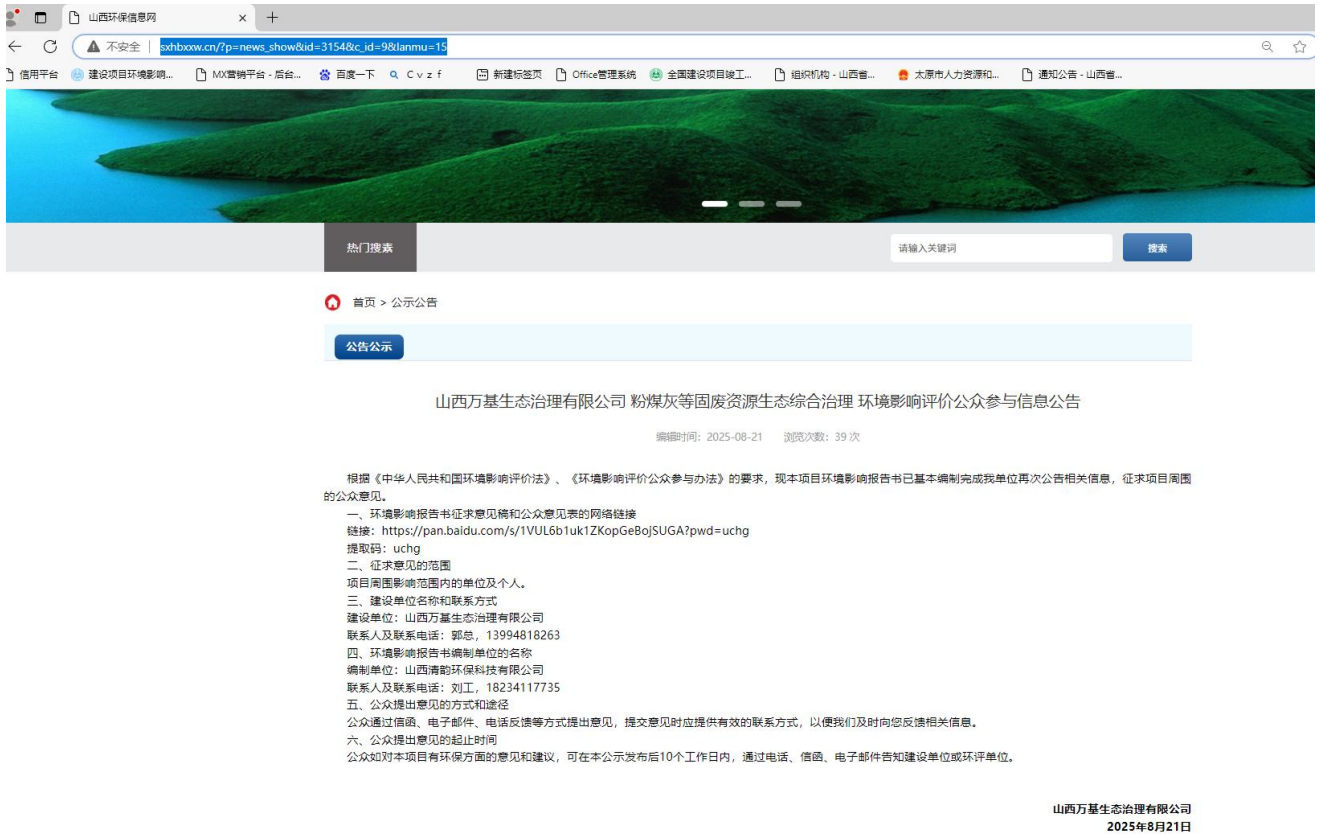 山西环保信息网
不安全
sxhbxxw.cn/?p=news_show&id=3154&c_id=9&lanmu=15
信用平台 建设项目环境影响... MX营销平台 - 后台... 百度一下 C v z f 新建标签页 Office管理系统 全国建设项目竣工... 组织机构 - 山西省... 太原市人力资源和... 通知公告 - 山西省...
热门搜素 请输入关键词 搜索
首页 > 公示公告
公告公示
山西万基生态治理有限公司 粉煤灰等固废资源生态综合治理 环境影响评价公众参与信息公告
编辑时间：2025-08-21 浏览次数：39 次
根据《中华人民共和国环境影响评价法》、《环境影响评价公众参与办法》的要求，现本项目环境影响报告书已基本编制完成我单位再次公告相关信息，征求项目周围
的公众意见。
一、环境影响报告书征求意见稿和公众意见表的网络链接
链接：https://pan.baidu.com/s/1VUL6b1uk1ZKopGeBojSUGA?pwd=uchg
提取码：uchg
二、征求意见的范围
项目周围影响范围内的单位及个人。
三、建设单位名称和联系方式
建设单位：山西万基生态治理有限公司
联系人及联系电话：郭总，13994818263
四、环境影响报告书编制单位的名称
编制单位：山西清韵环保科技有限公司
联系人及联系电话：刘工，18234117735
五、公众提出意见的方式和途径
公众通过信函、电子邮件、电话反馈等方式提出意见，提交意见时应提供有效的联系方式，以便我们及时向您反馈相关信息。
六、公众提出意见的起止时间
公众如对本项目有环保方面的意见和建议，可在本公示发布后10个工作日内，通过电话、信函、电子邮件告知建设单位或环评单位。
山西万基生态治理有限公司
2025年8月21日